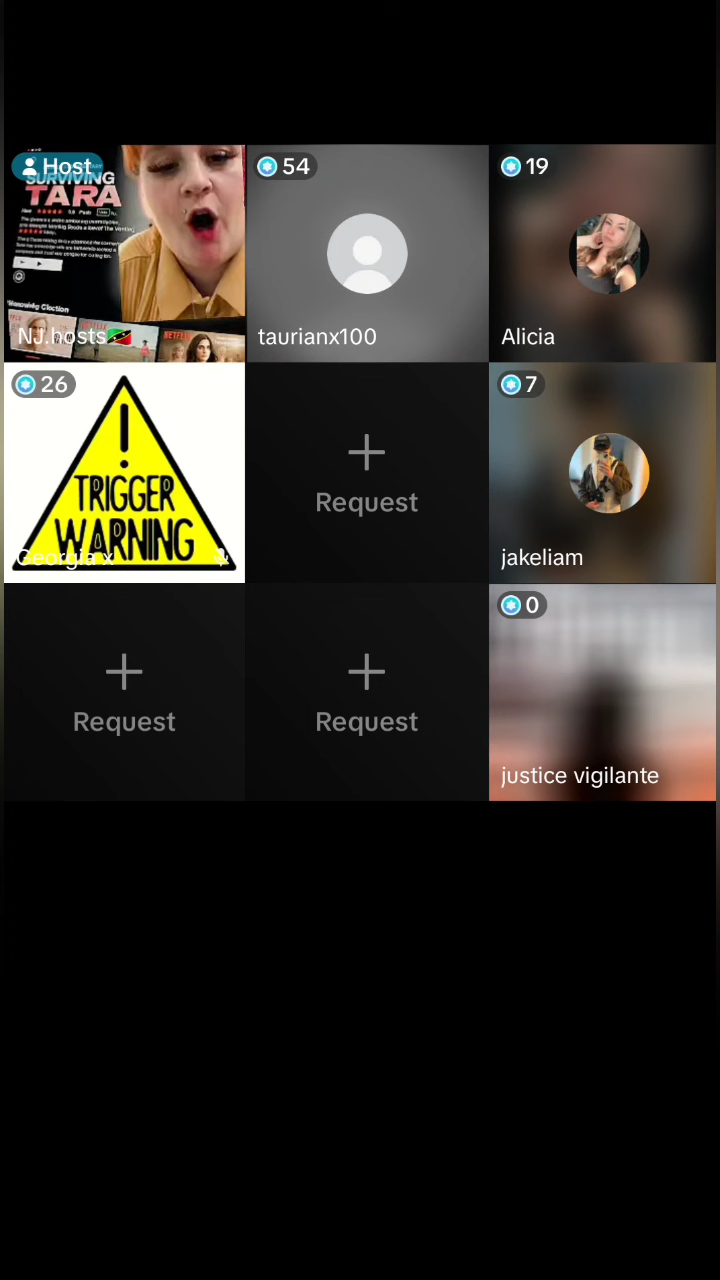 Host
54
19
SURVIVING
TARA
NJ.hosts
taurianx100
Alicia
NETFLIX
26
7
TRIGGER
WARNING
Request
Georgia x
jakeliam
0
Request
Request
justice vigilante